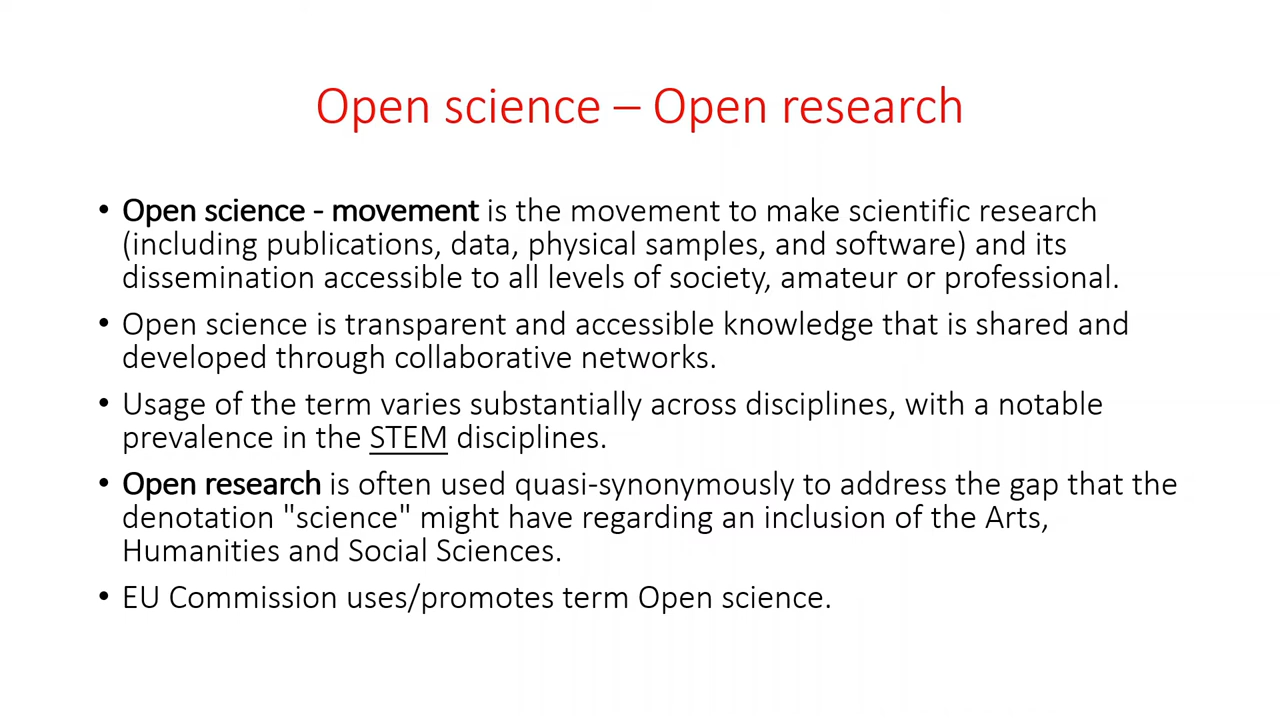 Open science – Open research
• Open science - movement is the movement to make scientific research
(including publications, data, physical samples, and software) and its
dissemination accessible to all levels of society, amateur or professional.
• Open science is transparent and accessible knowledge that is shared and
developed through collaborative networks.
• Usage of the term varies substantially across disciplines, with a notable
prevalence in the STEM disciplines.
• Open research is often used quasi-synonymously to address the gap that the
denotation "science" might have regarding an inclusion of the Arts,
Humanities and Social Sciences.
• EU Commission uses/promotes term Open science.